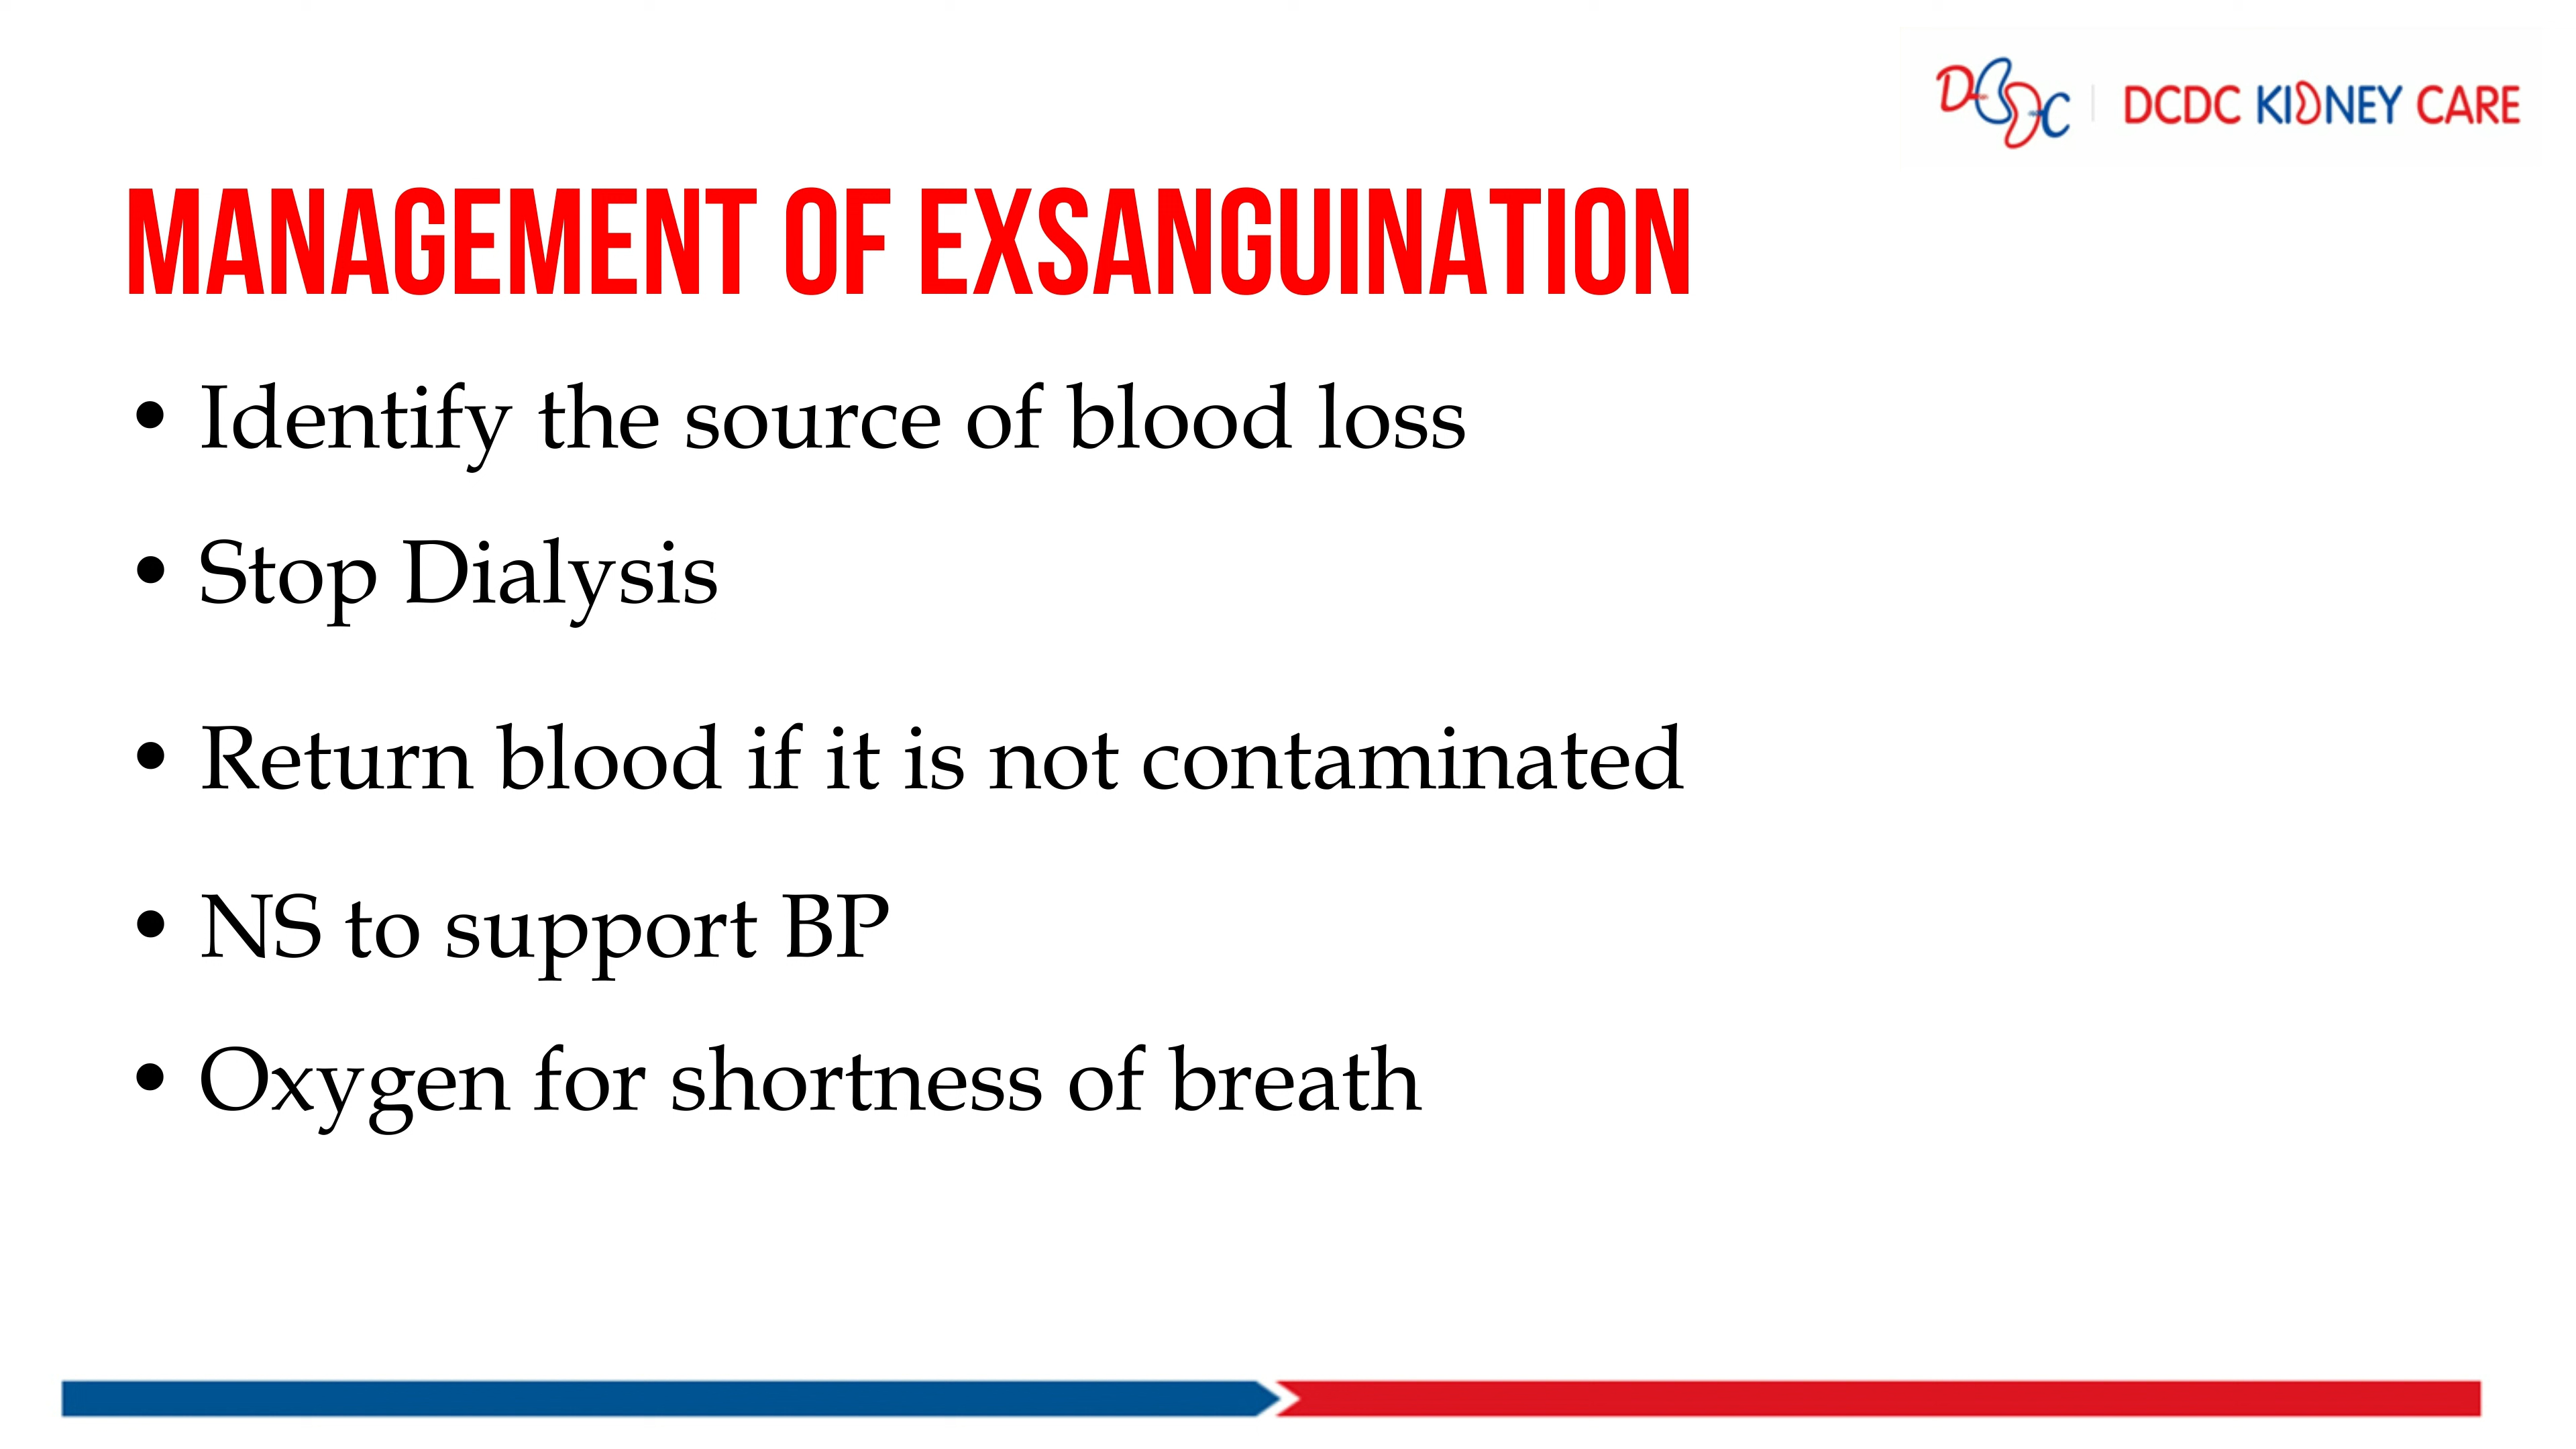 DCDC | DCDC KIDNEY CARE
MANAGEMENT OF EXSANGUINATION
• Identify the source of blood loss
• Stop Dialysis
• Return blood if it is not contaminated
• NS to support BP
• Oxygen for shortness of breath